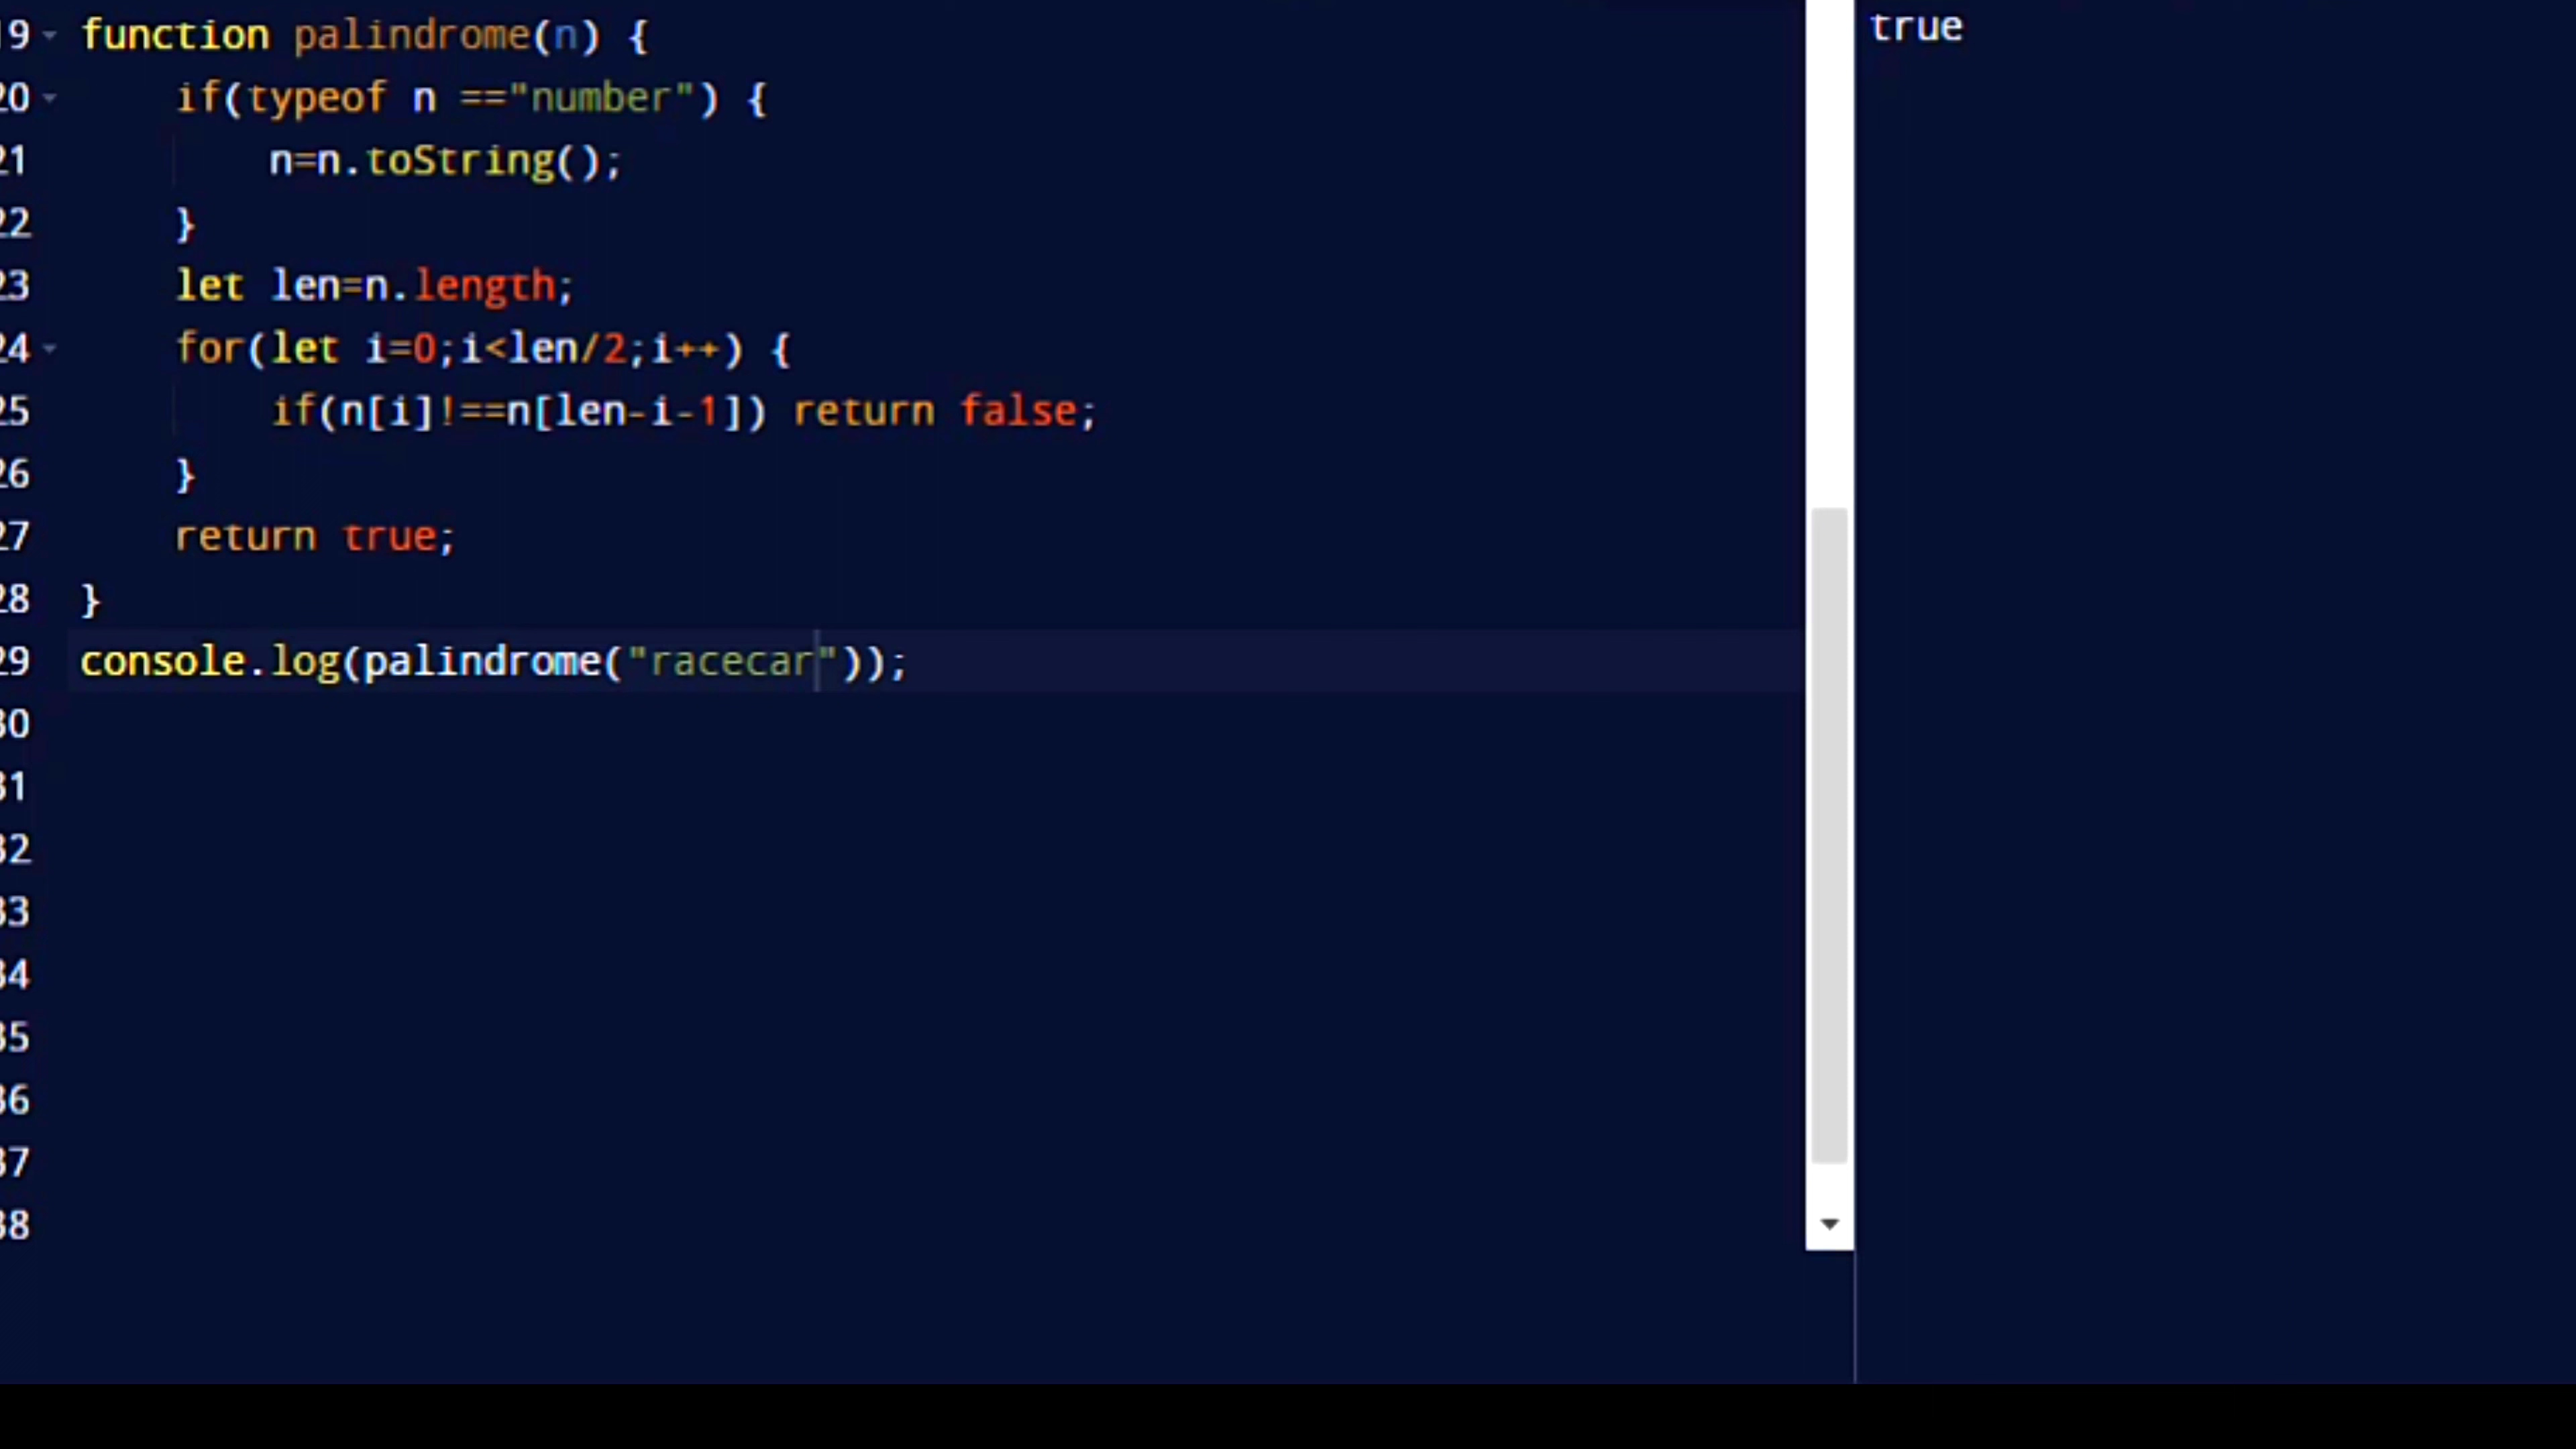 19 function palindrome(n) {
20 if(typeof n =="number") {
21 n=n.toString();
22 }
23 let len=n.length;
24 for(let i=0;i<len/2;i++) {
25 if(n[i]!==n[len-i-1]) return false;
26 }
27 return true;
28 }
29 console.log(palindrome("racecar"));
30
31
32
33
34
35
36
37
38
true